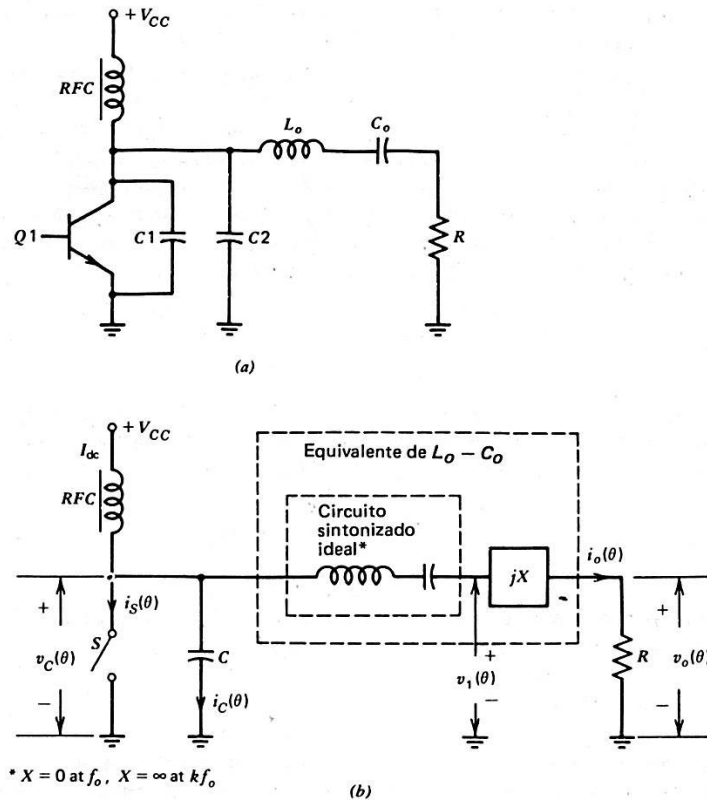 + V_CC
RFC
L_o
C_o
Q1
C1
C2
R
(a)
+ V_CC
I_dc
RFC
Equivalente de L_O – C_O
Circuito
sintonizado
ideal*
jX
i_o(θ)
+
v_C(θ)
–
i_S(θ)
S
C
i_C(θ)
+
v_1(θ)
–
R
+
v_o(θ)
–
* X = 0 at f_o, X = ∞ at kf_o
(b)